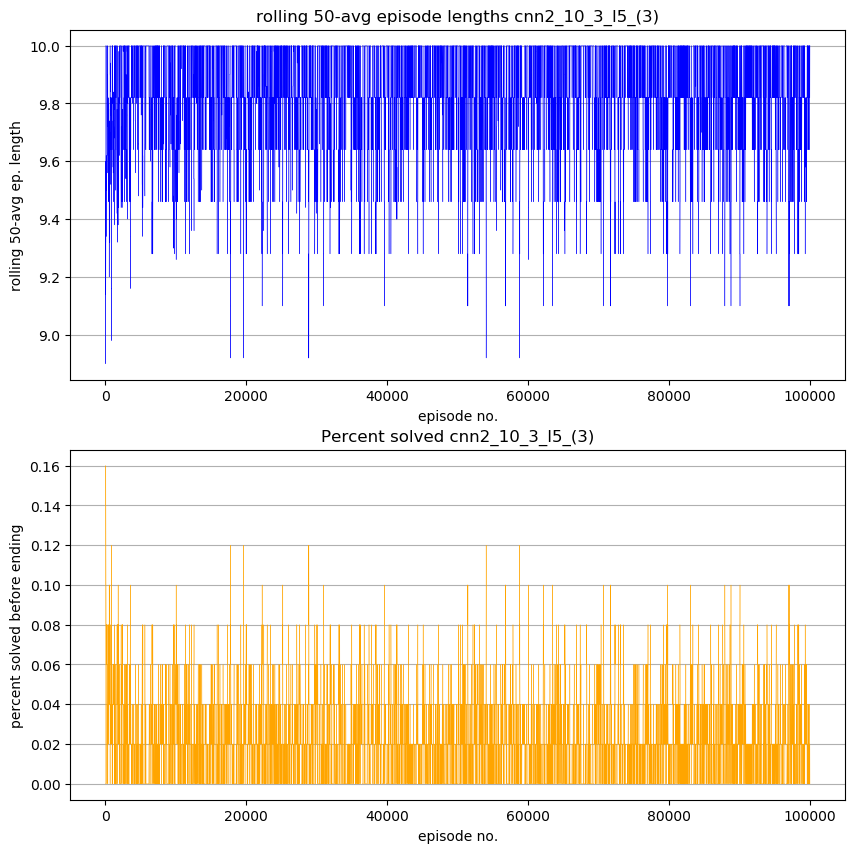 rolling 50-avg episode lengths cnn2_10_3_l5_(3)
10.0
9.8
9.6
9.4
9.2
9.0
rolling 50-avg ep. length
0 20000 40000 60000 80000 100000
episode no.
Percent solved cnn2_10_3_l5_(3)
0.16
0.14
0.12
0.10
0.08
0.06
0.04
0.02
0.00
percent solved before ending
0 20000 40000 60000 80000 100000
episode no.